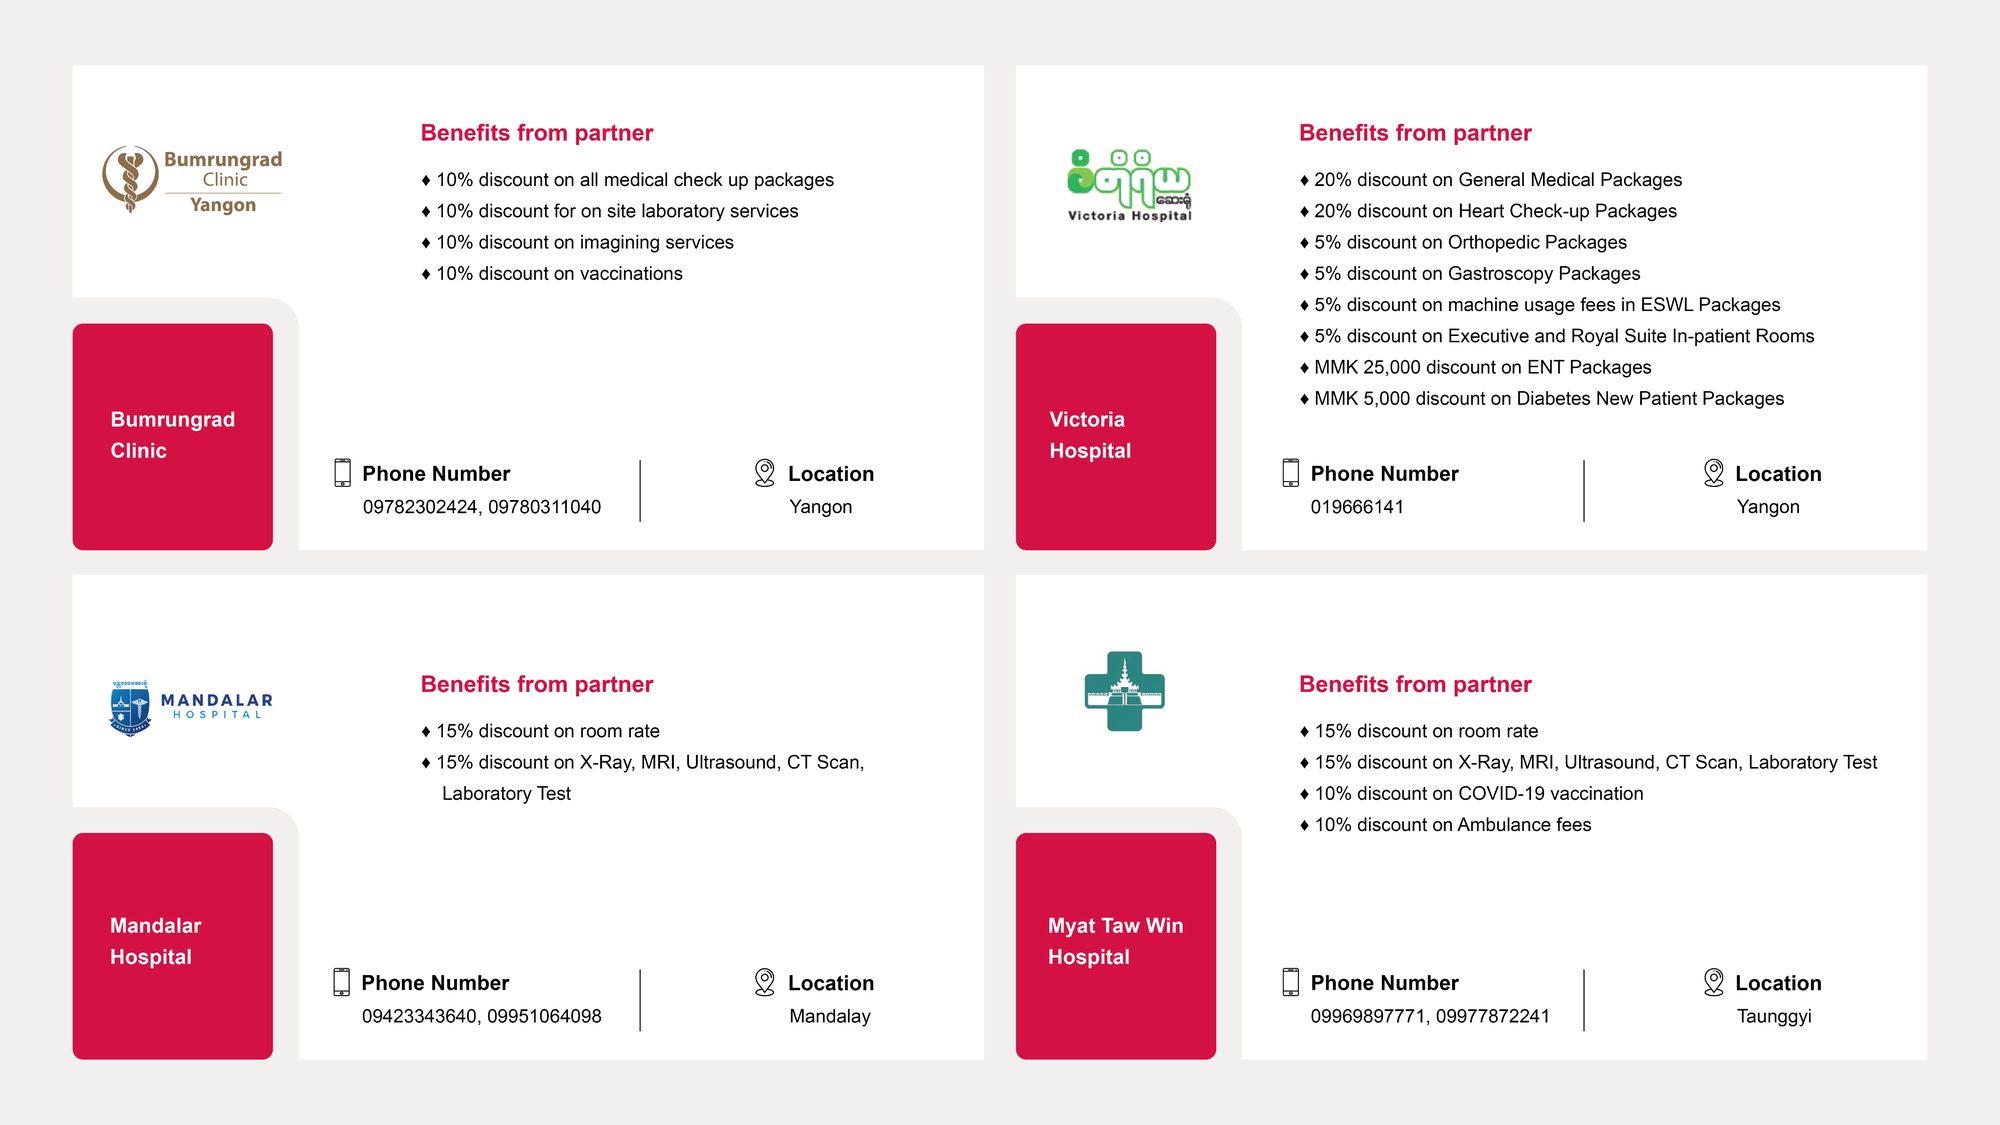 Bumrungrad
Clinic
Yangon
Benefits from partner
♦ 10% discount on all medical check up packages
♦ 10% discount for on site laboratory services
♦ 10% discount on imagining services
♦ 10% discount on vaccinations
Bumrungrad
Clinic
Phone Number
09782302424, 09780311040
Location
Yangon
ဝိတိုရိယ
ဆေးရုံ
Victoria Hospital
Benefits from partner
♦ 20% discount on General Medical Packages
♦ 20% discount on Heart Check-up Packages
♦ 5% discount on Orthopedic Packages
♦ 5% discount on Gastroscopy Packages
♦ 5% discount on machine usage fees in ESWL Packages
♦ 5% discount on Executive and Royal Suite In-patient Rooms
♦ MMK 25,000 discount on ENT Packages
♦ MMK 5,000 discount on Diabetes New Patient Packages
Victoria
Hospital
Phone Number
019666141
Location
Yangon
MANDALAR
HOSPITAL
Benefits from partner
♦ 15% discount on room rate
♦ 15% discount on X-Ray, MRI, Ultrasound, CT Scan,
Laboratory Test
Mandalar
Hospital
Phone Number
09423343640, 09951064098
Location
Mandalay
Benefits from partner
♦ 15% discount on room rate
♦ 15% discount on X-Ray, MRI, Ultrasound, CT Scan, Laboratory Test
♦ 10% discount on COVID-19 vaccination
♦ 10% discount on Ambulance fees
Myat Taw Win
Hospital
Phone Number
09969897771, 09977872241
Location
Taunggyi